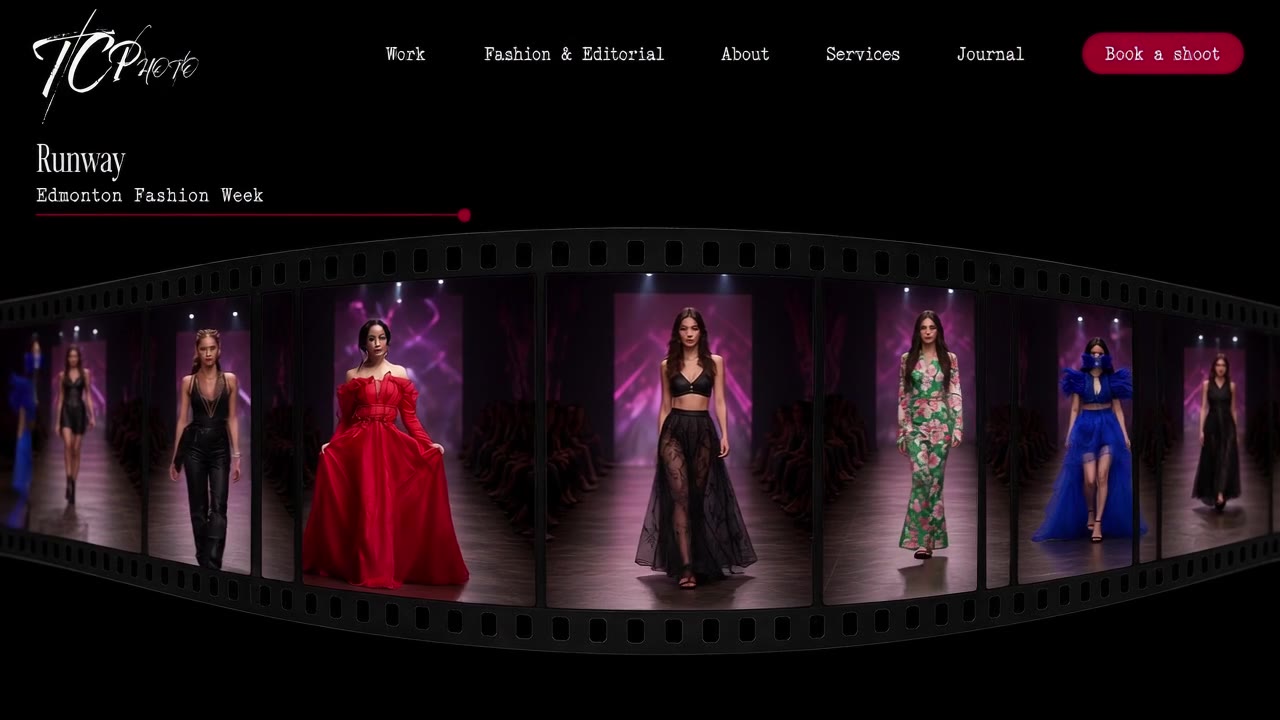 TCPHOTO
Work
Fashion & Editorial
About
Services
Journal
Book a shoot
Runway
Edmonton Fashion Week